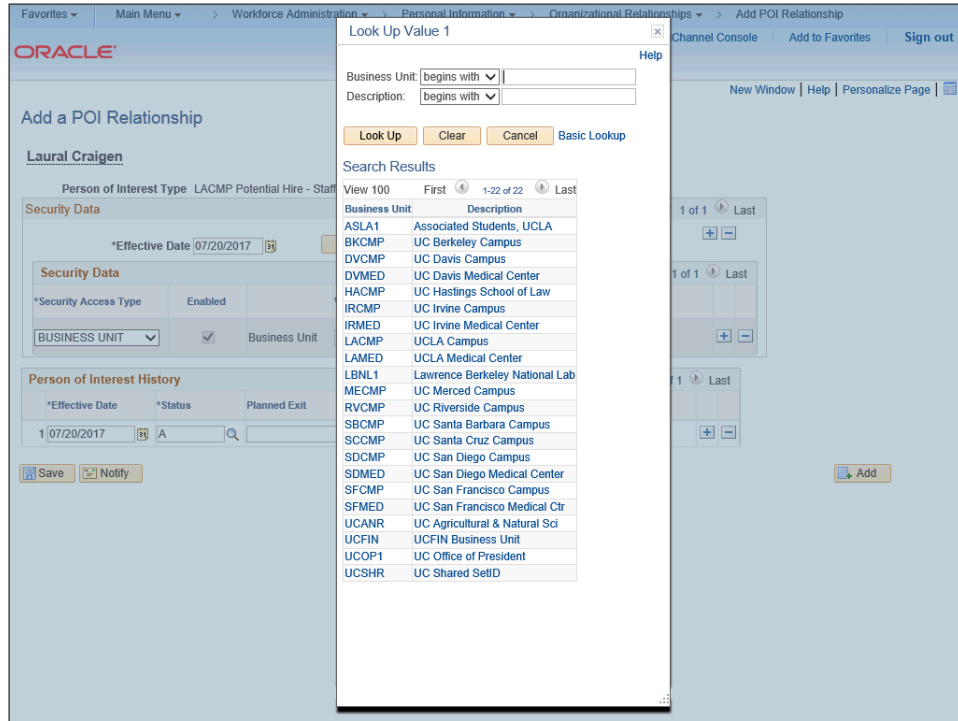 Favorites Main Menu > Workforce Administration > Personal Information > Organizational Relationships > Add POI Relationship
Channel Console Add to Favorites Sign out
ORACLE
New Window | Help | Personalize Page |
Add a POI Relationship
Laural Craigen
Person of Interest Type LACMP Potential Hire - Staff
Security Data 1 of 1 Last
*Effective Date 07/20/2017
Security Data 1 of 1 Last
*Security Access Type Enabled
BUSINESS UNIT Business Unit
Person of Interest History 1 Last
*Effective Date *Status Planned Exit
1 07/20/2017 A
Save Notify Add
Look Up Value 1
Help
Business Unit: begins with
Description: begins with
Look Up Clear Cancel Basic Lookup
Search Results
View 100 First 1-22 of 22 Last
Business Unit Description
ASLA1 Associated Students, UCLA
BKCMP UC Berkeley Campus
DVCMP UC Davis Campus
DVMED UC Davis Medical Center
HACMP UC Hastings School of Law
IRCMP UC Irvine Campus
IRMED UC Irvine Medical Center
LACMP UCLA Campus
LAMED UCLA Medical Center
LBNL1 Lawrence Berkeley National Lab
MECMP UC Merced Campus
RVCMP UC Riverside Campus
SBCMP UC Santa Barbara Campus
SCCMP UC Santa Cruz Campus
SDCMP UC San Diego Campus
SDMED UC San Diego Medical Center
SFCMP UC San Francisco Campus
SFMED UC San Francisco Medical Ctr
UCANR UC Agricultural & Natural Sci
UCFIN UCFIN Business Unit
UCOP1 UC Office of President
UCSHR UC Shared SetID